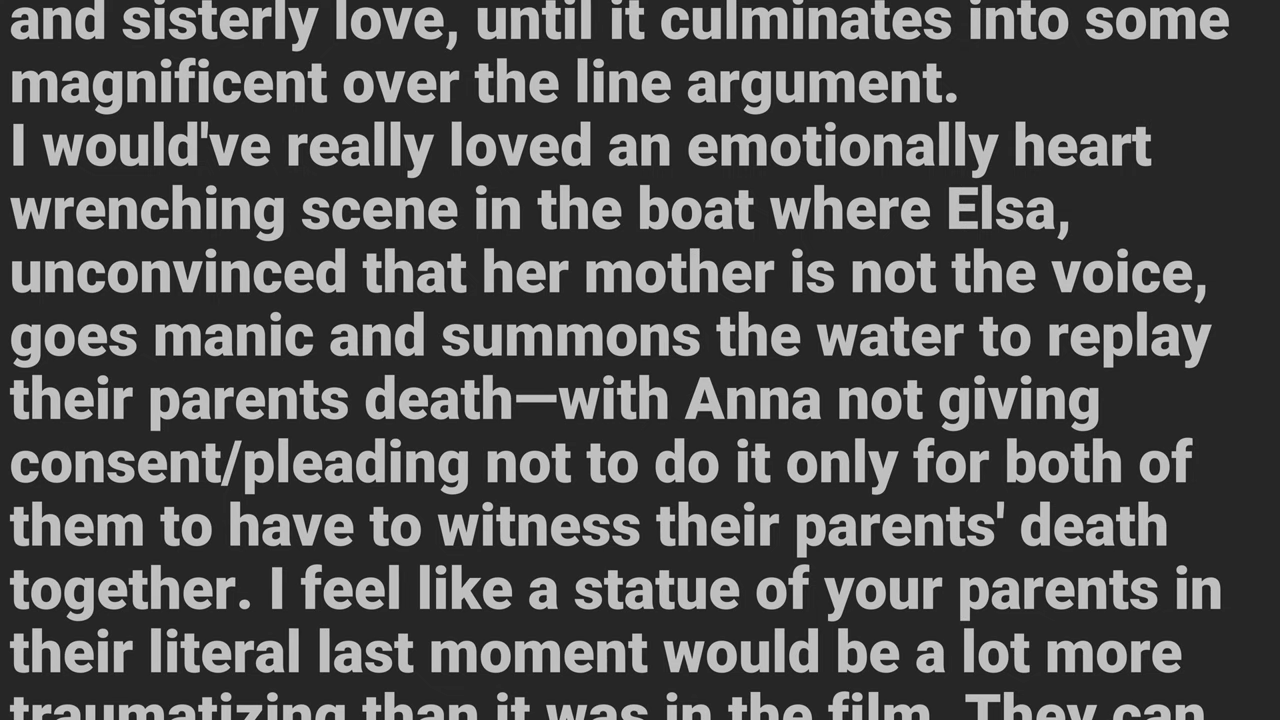 and sisterly love, until it culminates into some
magnificent over the line argument.
I would've really loved an emotionally heart
wrenching scene in the boat where Elsa,
unconvinced that her mother is not the voice,
goes manic and summons the water to replay
their parents death—with Anna not giving
consent/pleading not to do it only for both of
them to have to witness their parents' death
together. I feel like a statue of your parents in
their literal last moment would be a lot more
traumatizing than it was in the film. They can